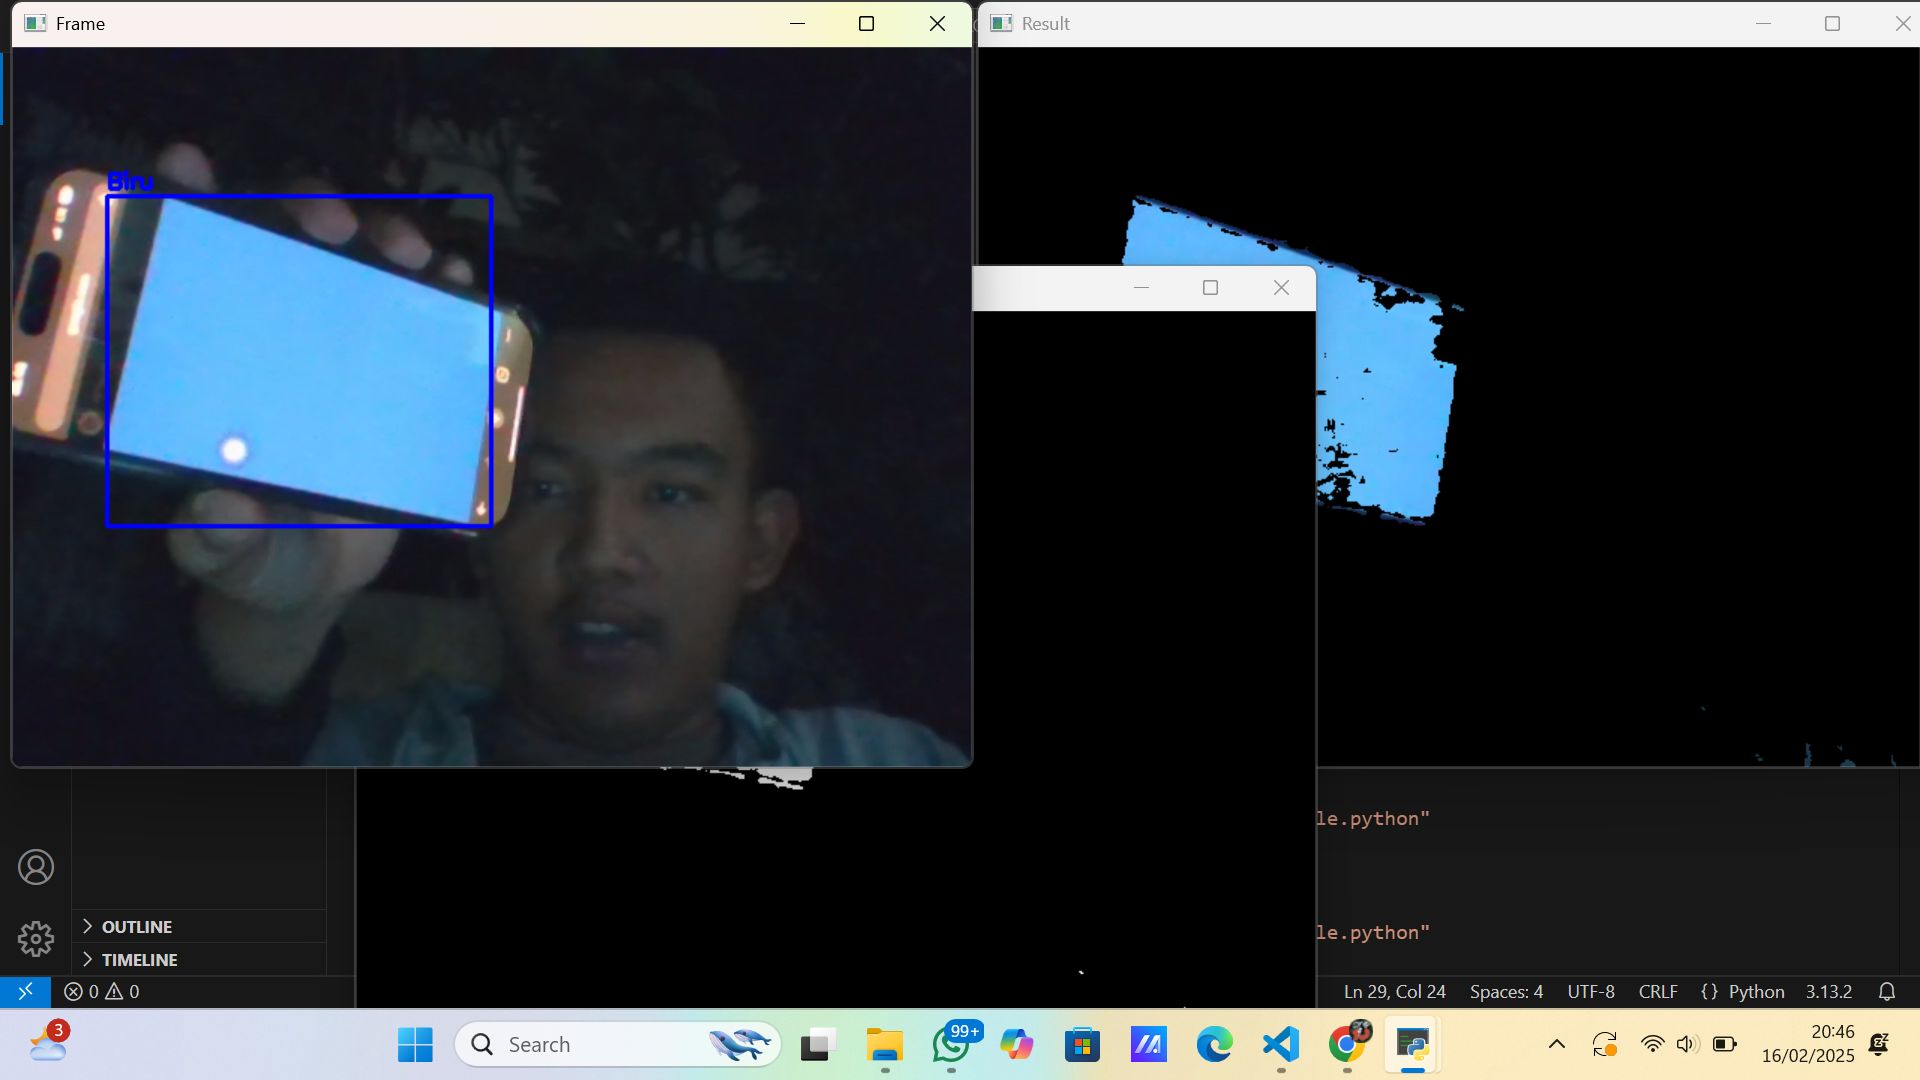 Frame
Result
Biru
le.python"
le.python"
OUTLINE
TIMELINE
0 0
Ln 29, Col 24 Spaces: 4 UTF-8 CRLF {} Python 3.13.2
3
Search
99+
20:46
16/02/2025